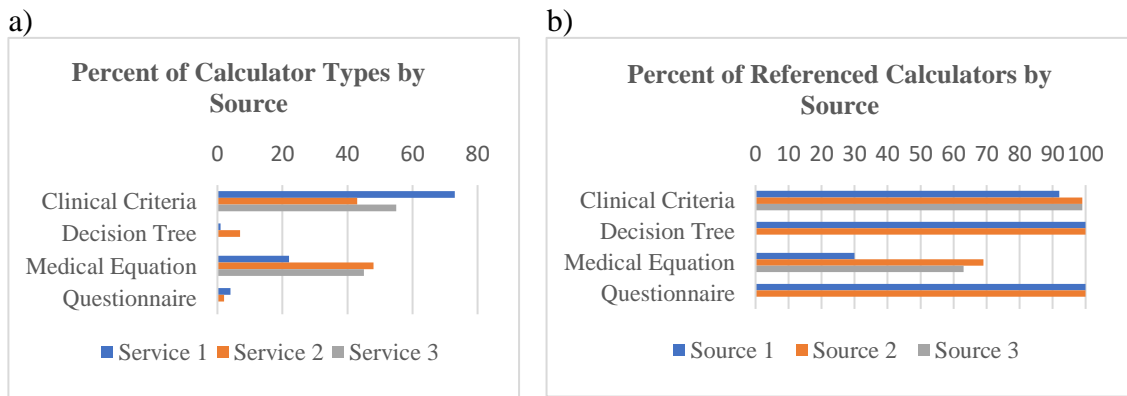 a)
Percent of Calculator Types by
Source
0 20 40 60 80
Clinical Criteria
Decision Tree
Medical Equation
Questionnaire
Service 1 Service 2 Service 3
b)
Percent of Referenced Calculators by
Source
0 10 20 30 40 50 60 70 80 90 100
Clinical Criteria
Decision Tree
Medical Equation
Questionnaire
Source 1 Source 2 Source 3